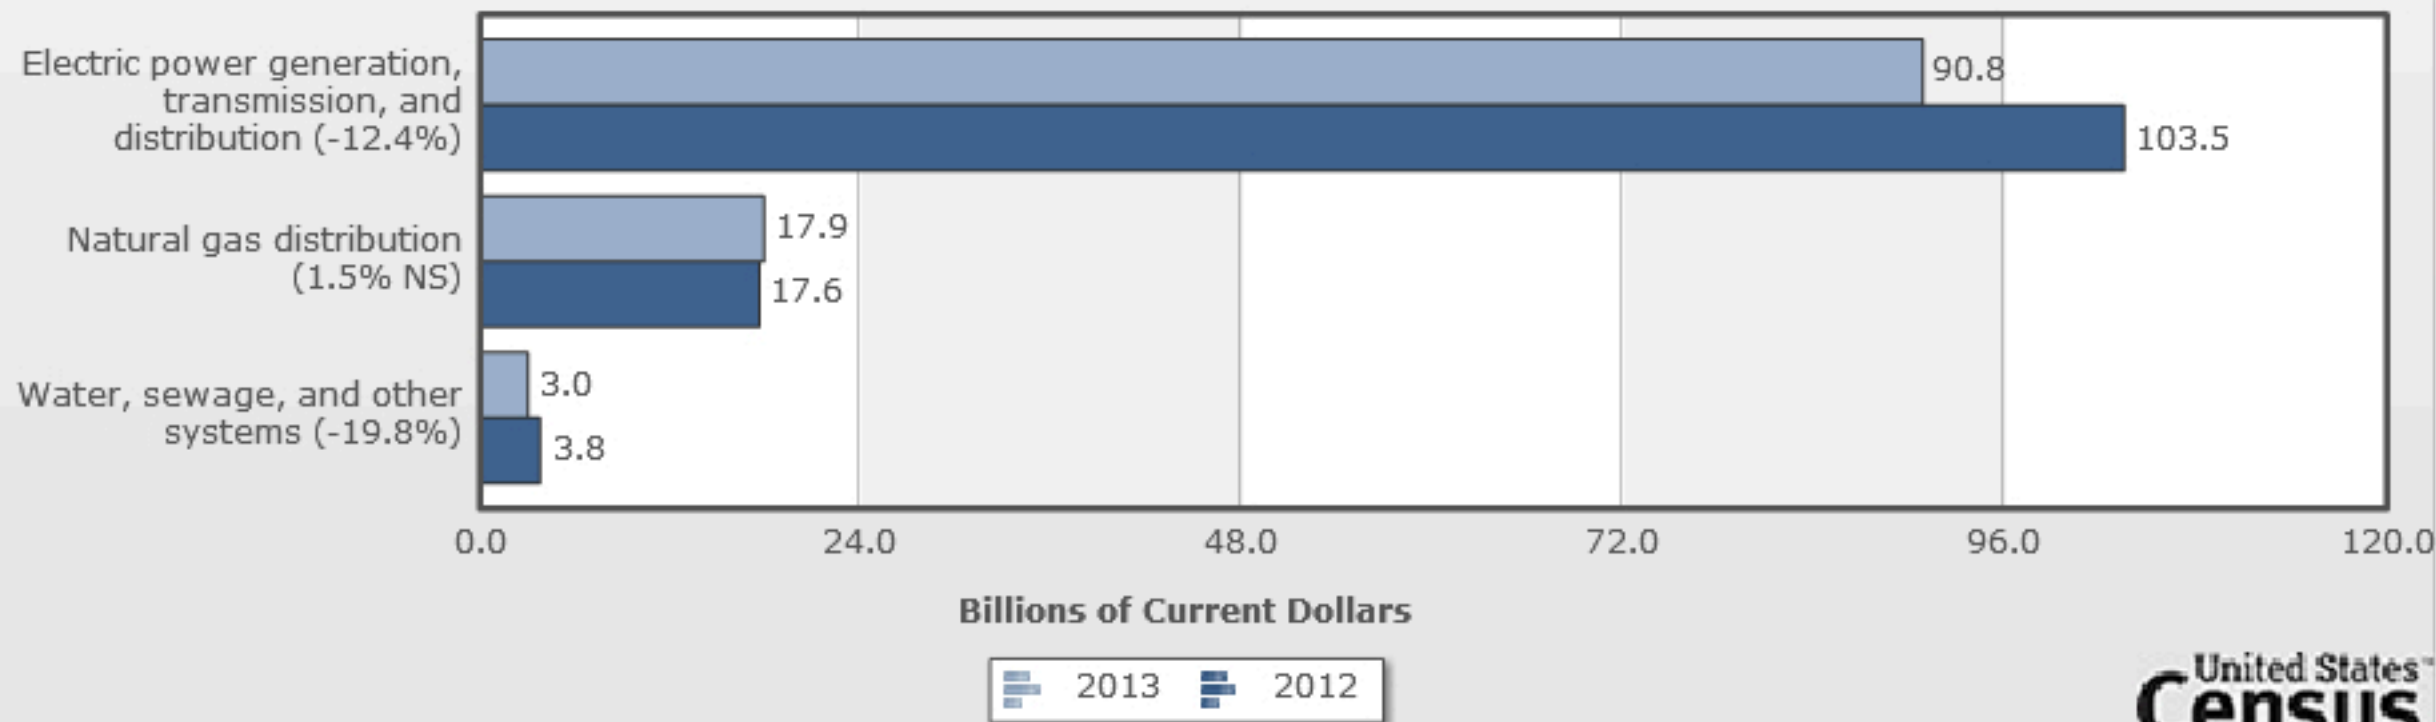 Electric power generation,
transmission, and
distribution (-12.4%)
90.8
103.5
Natural gas distribution
(1.5% NS)
17.9
17.6
Water, sewage, and other
systems (-19.8%)
3.0
3.8
0.0 24.0 48.0 72.0 96.0 120.0
Billions of Current Dollars
2013 2012
United States™
Census